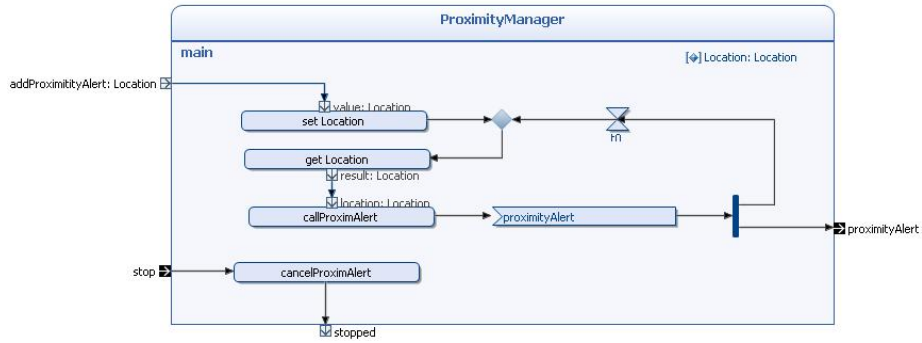 ProximityManager
main
[◈] Location: Location
addProximitityAlert: Location
value: Location
set Location
t0
get Location
result: Location
location: Location
callProximAlert
proximityAlert
proximityAlert
stop
cancelProximAlert
stopped